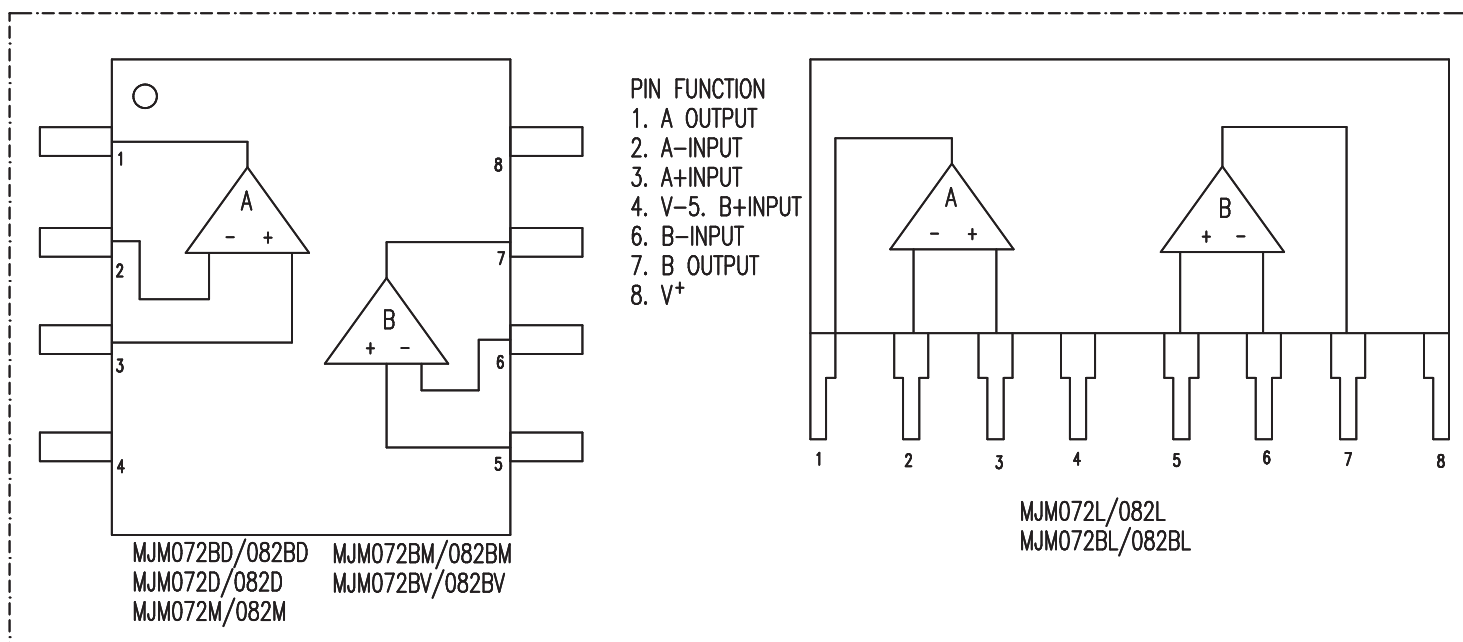 1
2
3
4
8
7
6
5
A
- +
B
+ -
MJM072BD/082BD
MJM072D/082D
MJM072M/082M
MJM072BM/082BM
MJM072BV/082BV
PIN FUNCTION
1. A OUTPUT
2. A-INPUT
3. A+INPUT
4. V-5. B+INPUT
6. B-INPUT
7. B OUTPUT
8. V⁺
A
- +
B
+ -
1 2 3 4 5 6 7 8
MJM072L/082L
MJM072BL/082BL